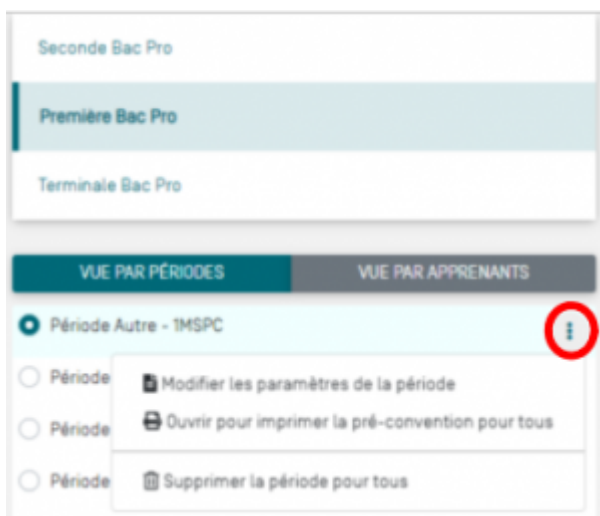 Seconde Bac Pro
Première Bac Pro
Terminale Bac Pro
VUE PAR PÉRIODES VUE PAR APPRENANTS
Période Autre - 1MSPC
Période
Modifier les paramètres de la période
Ouvrir pour imprimer la pré-convention pour tous
Période
Période
Supprimer la période pour tous